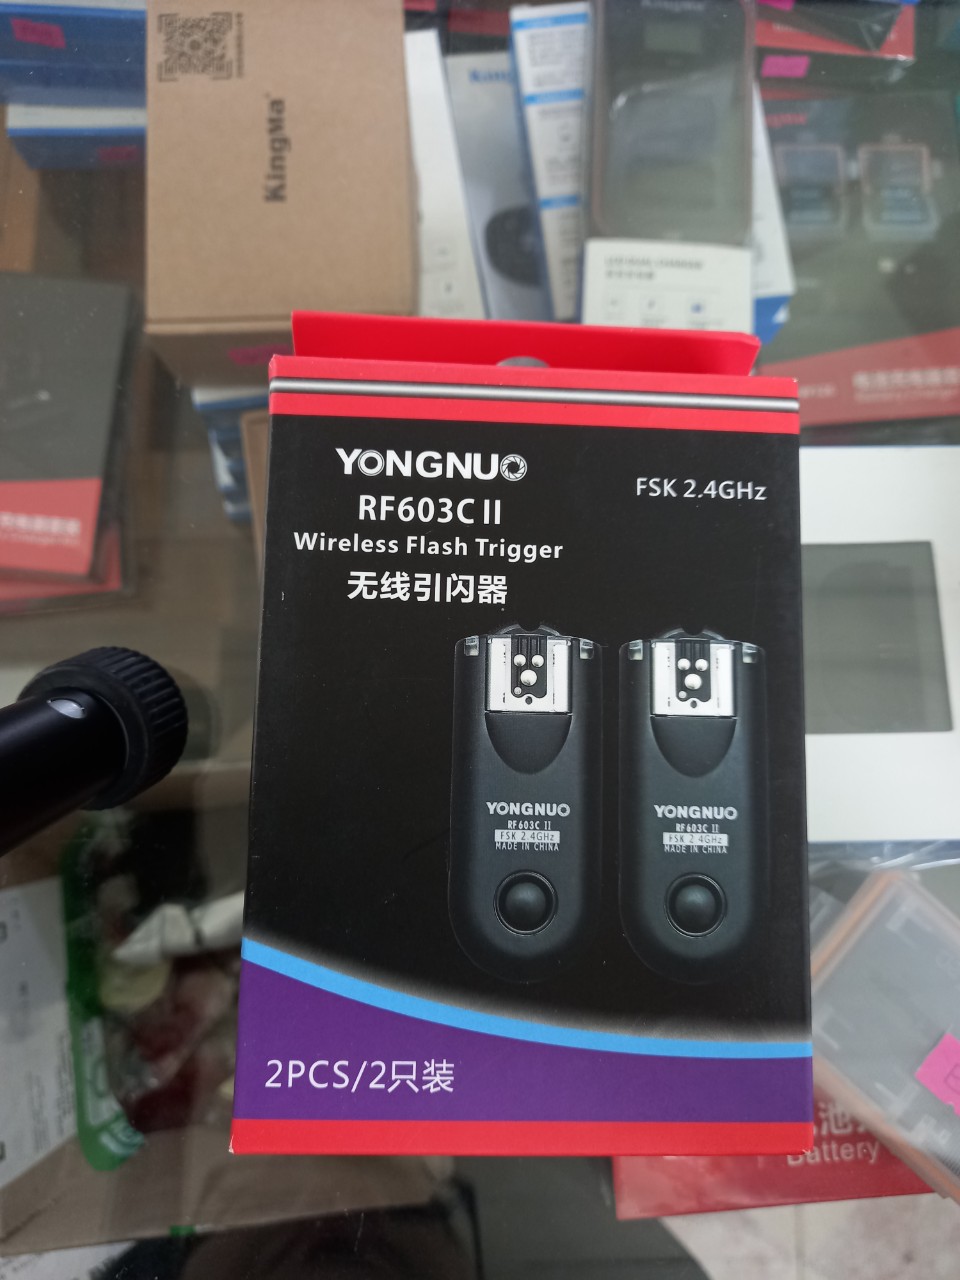 KingMa
YONGNUO
RF603C II
Wireless Flash Trigger
无线引闪器
FSK 2.4GHz
YONGNUO
RF603C II
FSK 2.4GHz
MADE IN CHINA
YONGNUO
RF603C II
FSK 2.4GHz
MADE IN CHINA
2PCS/2只装
Battery